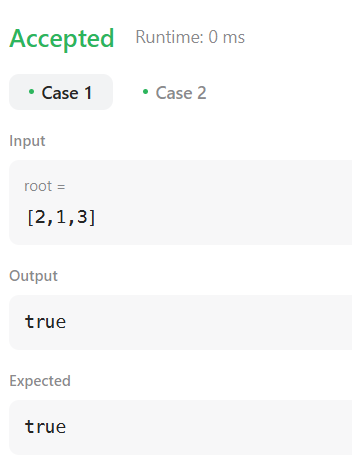 Accepted Runtime: 0 ms
• Case 1 • Case 2
Input
root =
[2,1,3]
Output
true
Expected
true